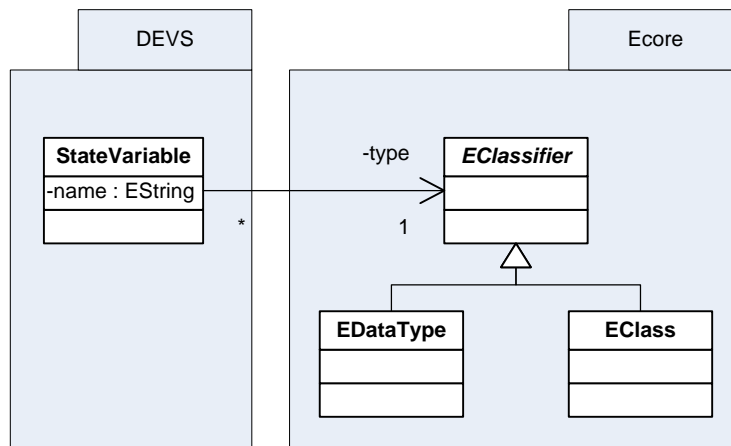 DEVS
Ecore
StateVariable
-name : EString
-type
*
1
EClassifier
EDataType
EClass